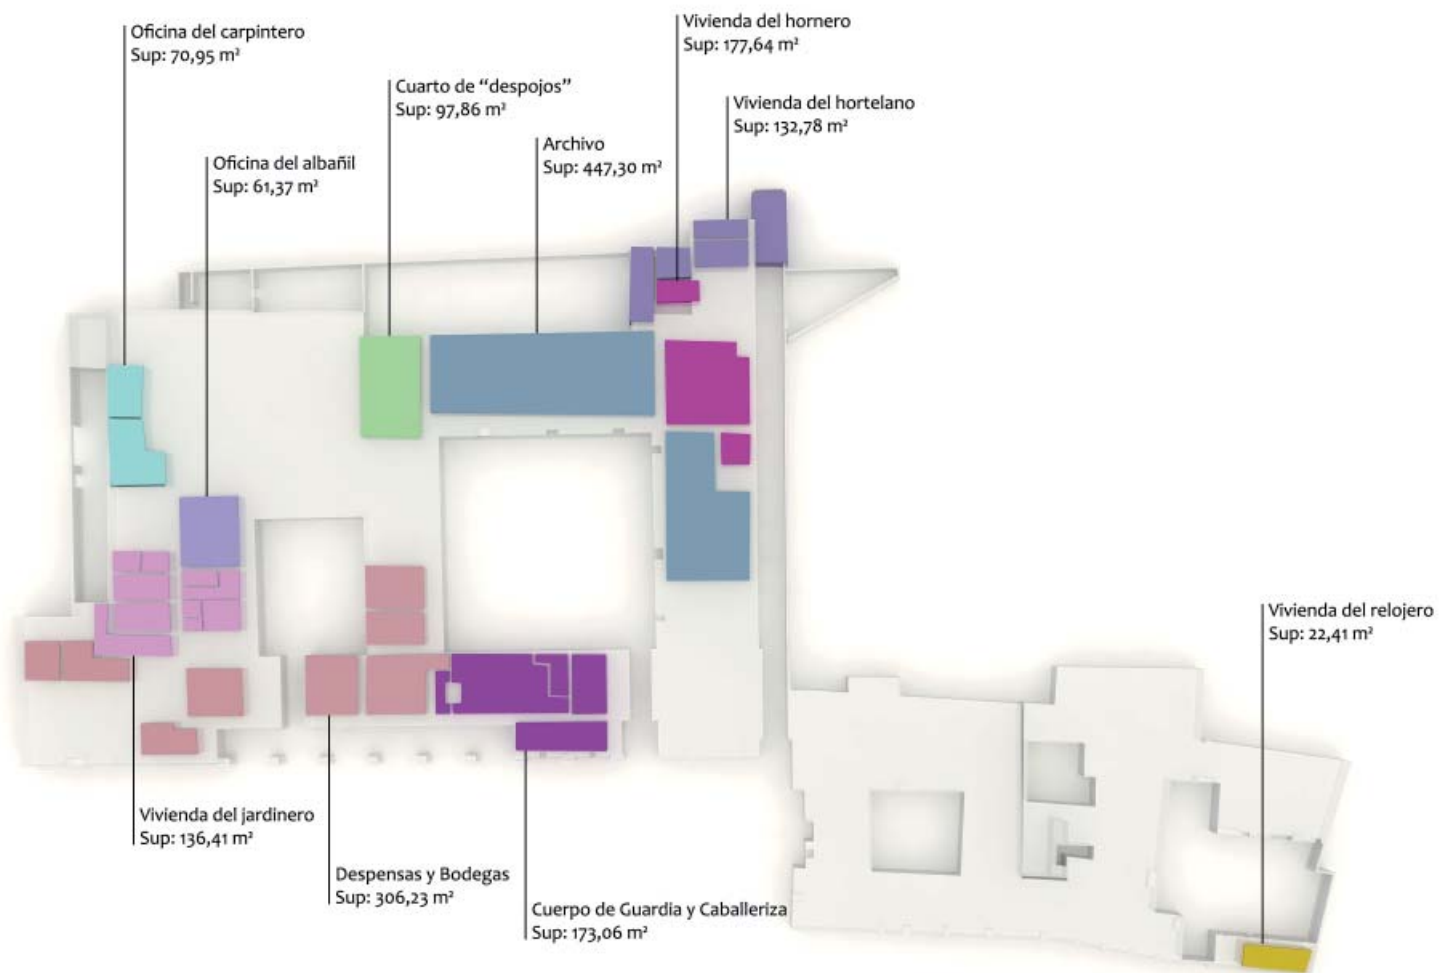 Oficina del carpintero
Sup: 70,95 m²
Vivienda del hornero
Sup: 177,64 m²
Cuarto de “despojos”
Sup: 97,86 m²
Vivienda del hortelano
Sup: 132,78 m²
Archivo
Sup: 447,30 m²
Oficina del albañil
Sup: 61,37 m²
Vivienda del relojero
Sup: 22,41 m²
Vivienda del jardinero
Sup: 136,41 m²
Despensas y Bodegas
Sup: 306,23 m²
Cuerpo de Guardia y Caballeriza
Sup: 173,06 m²